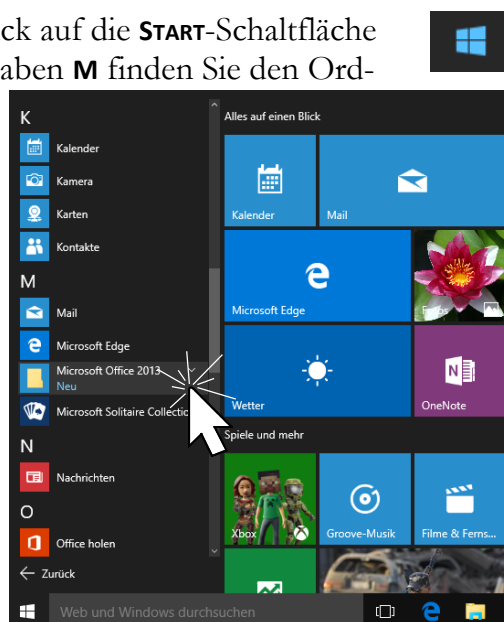 ck auf die START-Schaltfläche
aben M finden Sie den Ord-
K
Kalender
Kamera
Karten
Kontakte
M
Mail
Microsoft Edge
Microsoft Office 2013
Neu
Microsoft Solitaire Collectio
N
Nachrichten
O
Office holen
Zurück
Web und Windows durchsuchen
Alles auf einen Blick
Kalender
Mail
Microsoft Edge
Fotos
Wetter
OneNote
Spiele und mehr
Xbox
Groove-Musik
Filme & Ferns...